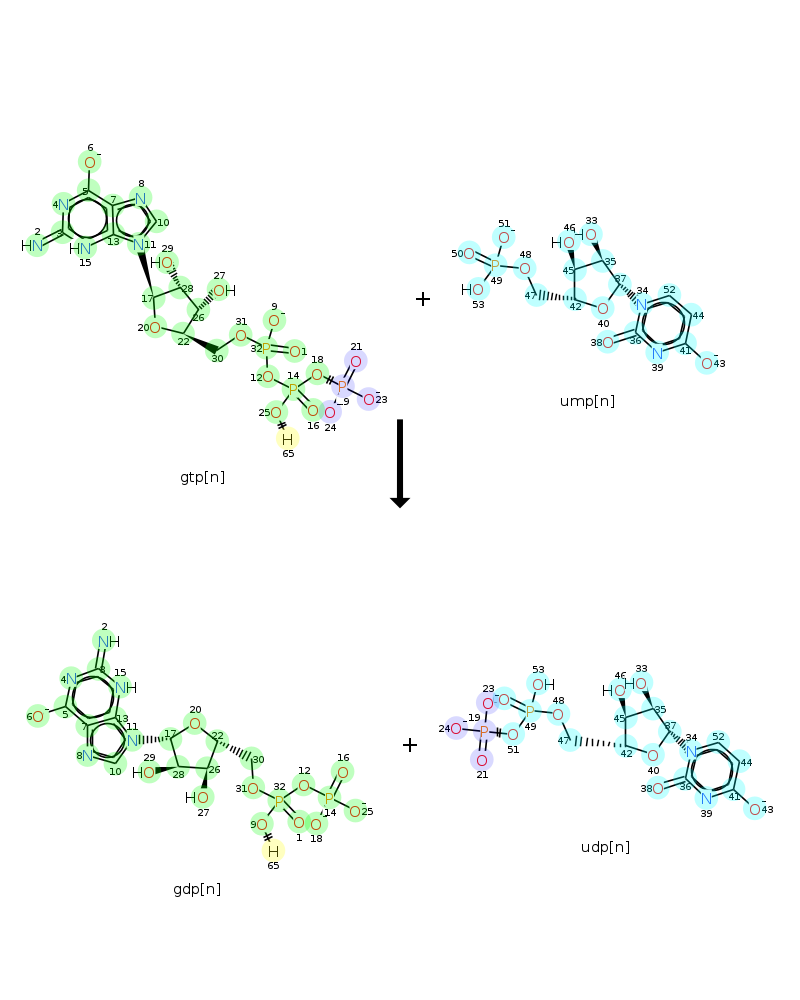 6
O-
8
5
4 N
7 N
2
3
10
HN
13
N 11
HN
15
29
HO
27
OH
28
17
26
9
O-
20 O
22
31
O
32 P
O 1
30
12 O
14
P
18
O
21
O
P
19
O- 23
O-
24
25 O
O
16
H
65
gtp[n]
+
51
O-
50 O
P
49
48
O
HO
53
46
HO
33
HO
45
35
37
47
42
O
40
34
N
52
44
38 O
36
N
39
41
O- 43
ump[n]
2
NH
3
15
NH
4 N
6 -O
5
13
7
11
N
8 N
10
17
20
O
22
29
HO
28
26
HO
27
30
31 O
32
P
12
O
16
O
14
P
O- 25
18
O-
9 O
O
1
H
65
gdp[n]
+
23
O-
24 O-
19
P
21
O
O
51
53
OH
P
49
48
O
47
46
HO
33
HO
45
35
37
42
O
40
34
N
52
44
38 O
36
N
39
41
O- 43
udp[n]